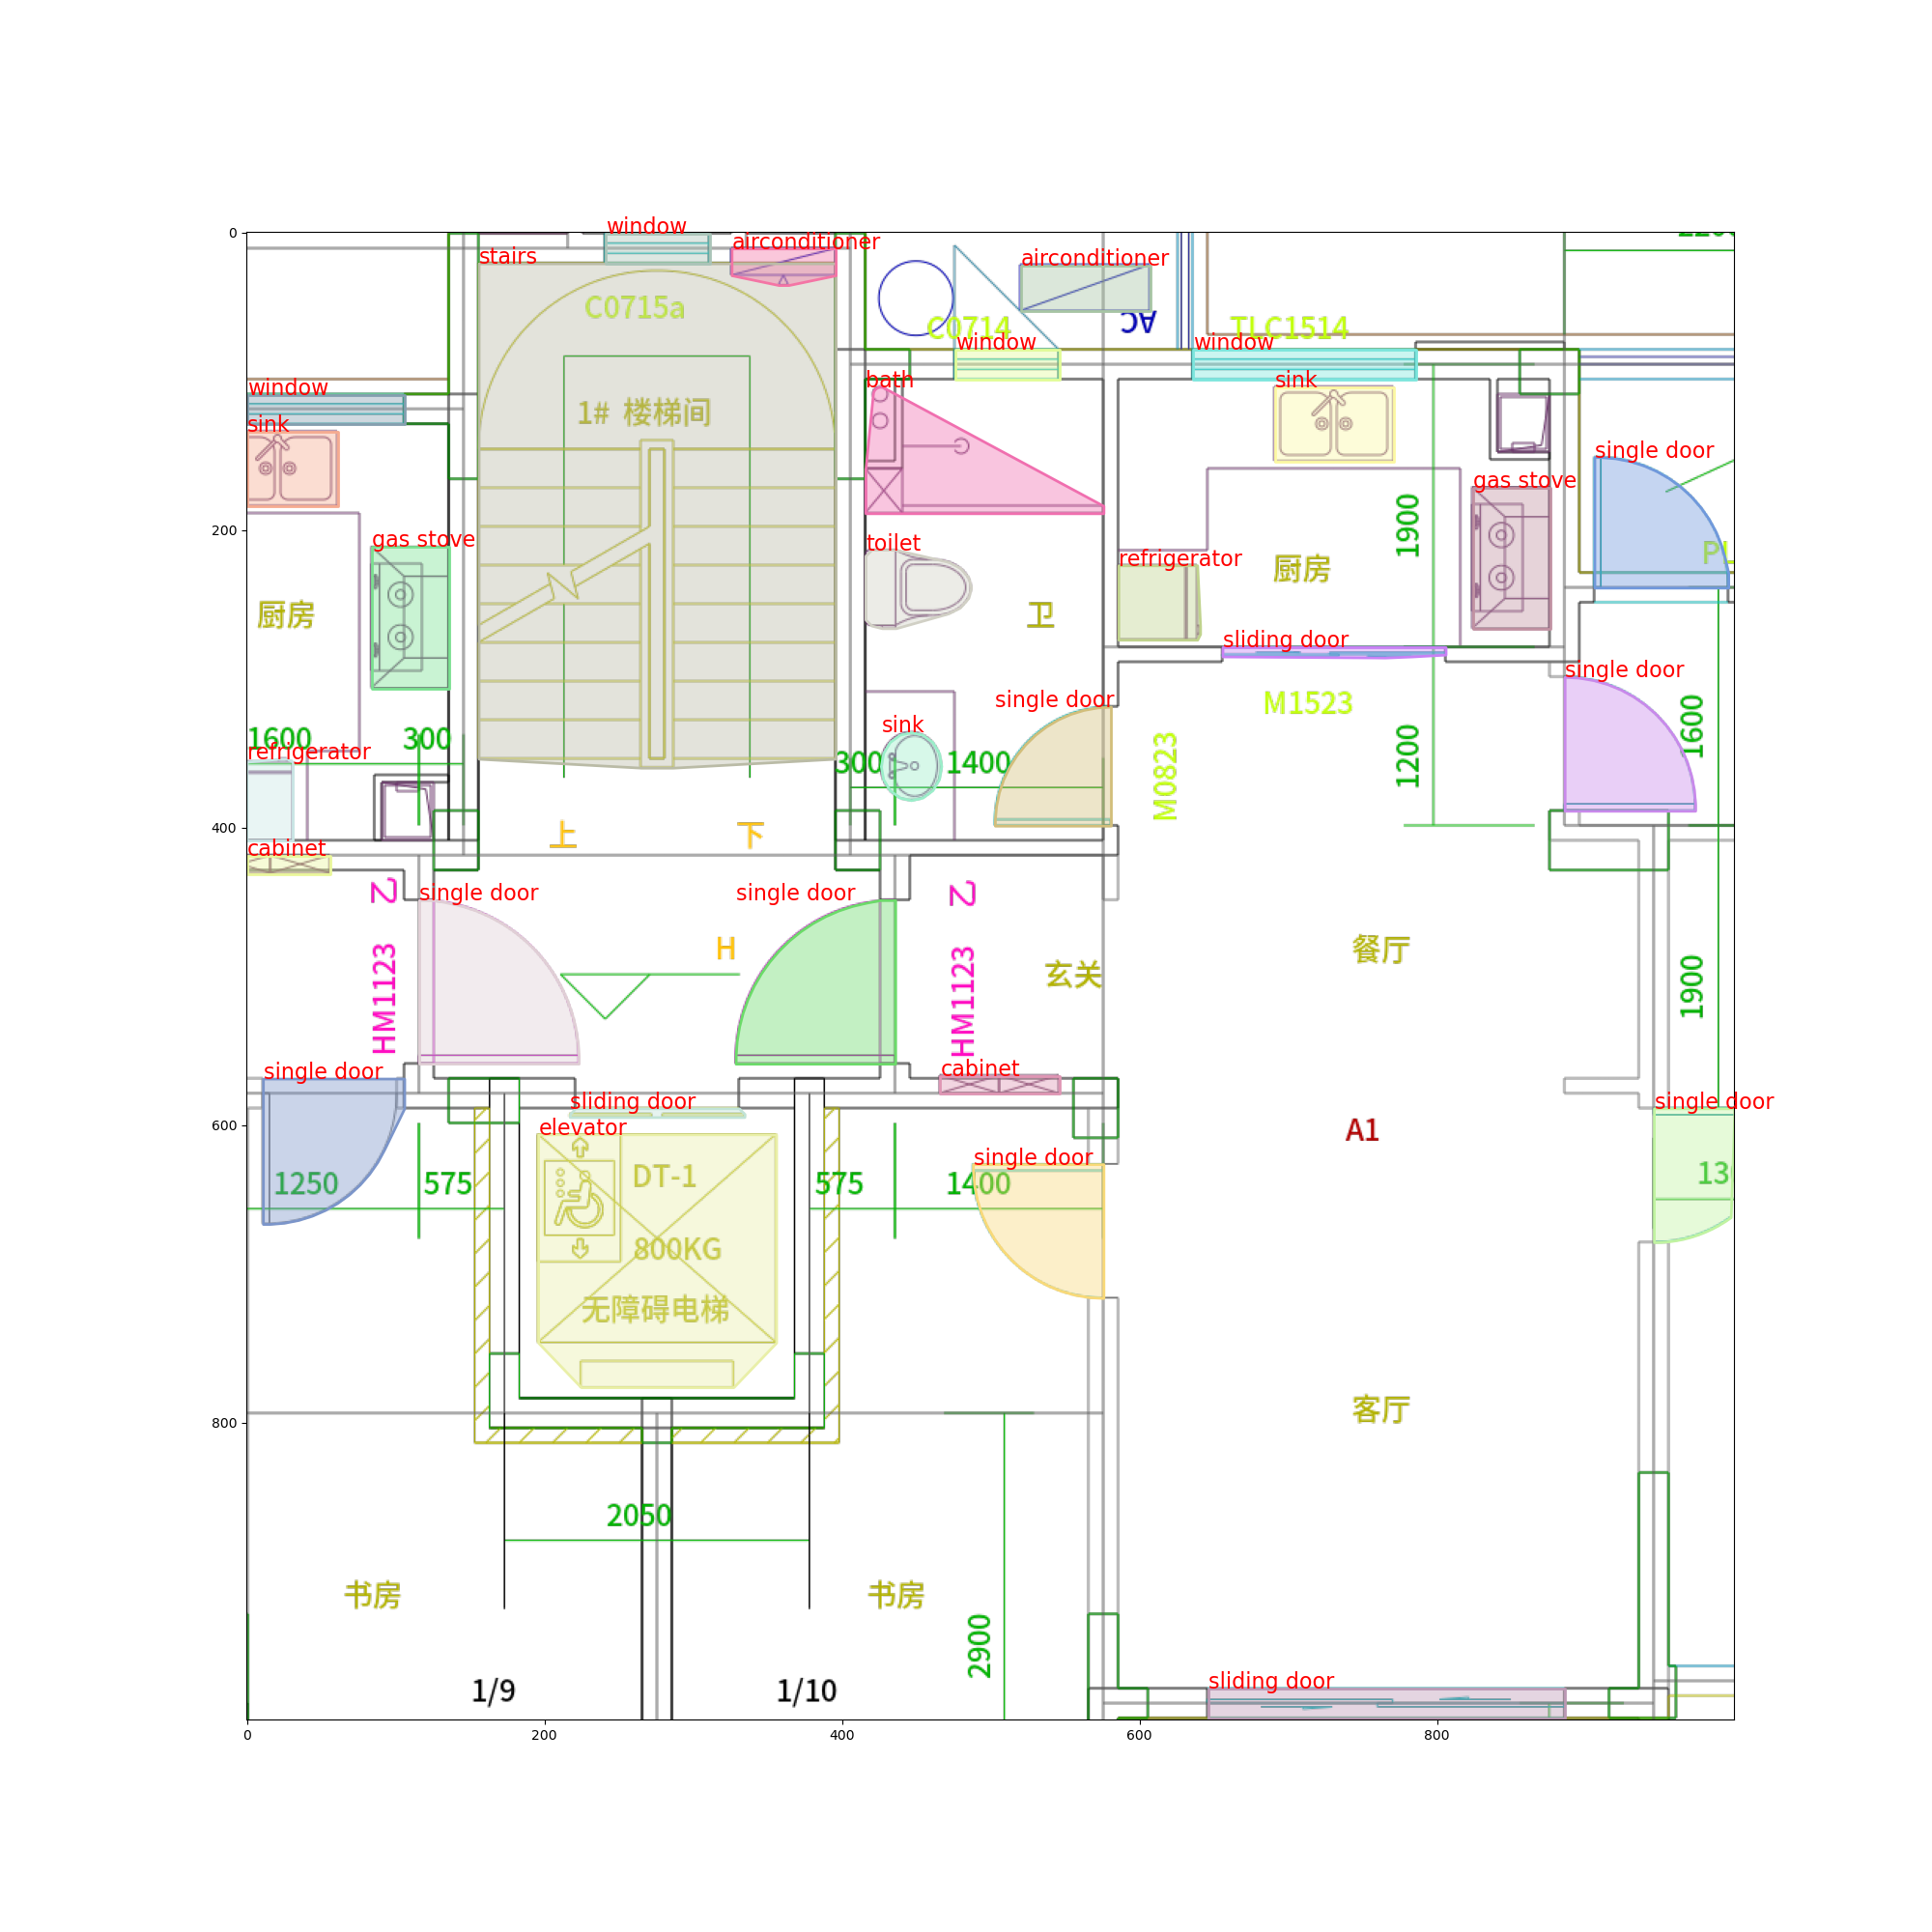 window
airconditioner
stairs
airconditioner
C0715a
C0714
AC
TLC1514
window
window
bath
sink
window
sink
1# 楼梯间
single door
gas stove
gas stove
1900
toilet
refrigerator
厨房
厨房
卫
sliding door
single door
single door
M1523
1600
sink
1600
300
refrigerator
300
1400
M0823
1200
上
下
cabinet
乙
single door
single door
乙
H
餐厅
HM1123
HM1123
玄关
1900
single door
cabinet
sliding door
single door
elevator
A1
single door
DT-1
1250
575
575
1400
800KG
无障碍电梯
客厅
2050
书房
书房
2900
1/9
1/10
sliding door
0
200
400
600
800
0
200
400
600
800